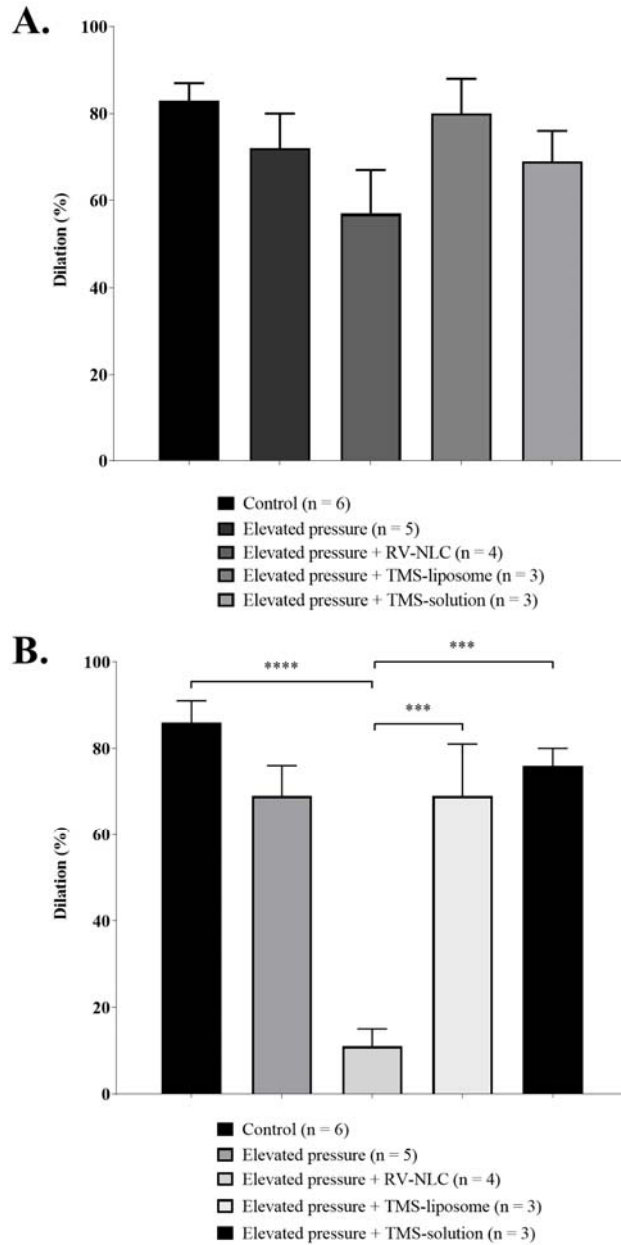 A.
100
80
60
40
20
0
Dilation (%)
Control (n = 6)
Elevated pressure (n = 5)
Elevated pressure + RV-NLC (n = 4)
Elevated pressure + TMS-liposome (n = 3)
Elevated pressure + TMS-solution (n = 3)
B.
100
80
60
40
20
0
Dilation (%)
****
***
***
Control (n = 6)
Elevated pressure (n = 5)
Elevated pressure + RV-NLC (n = 4)
Elevated pressure + TMS-liposome (n = 3)
Elevated pressure + TMS-solution (n = 3)